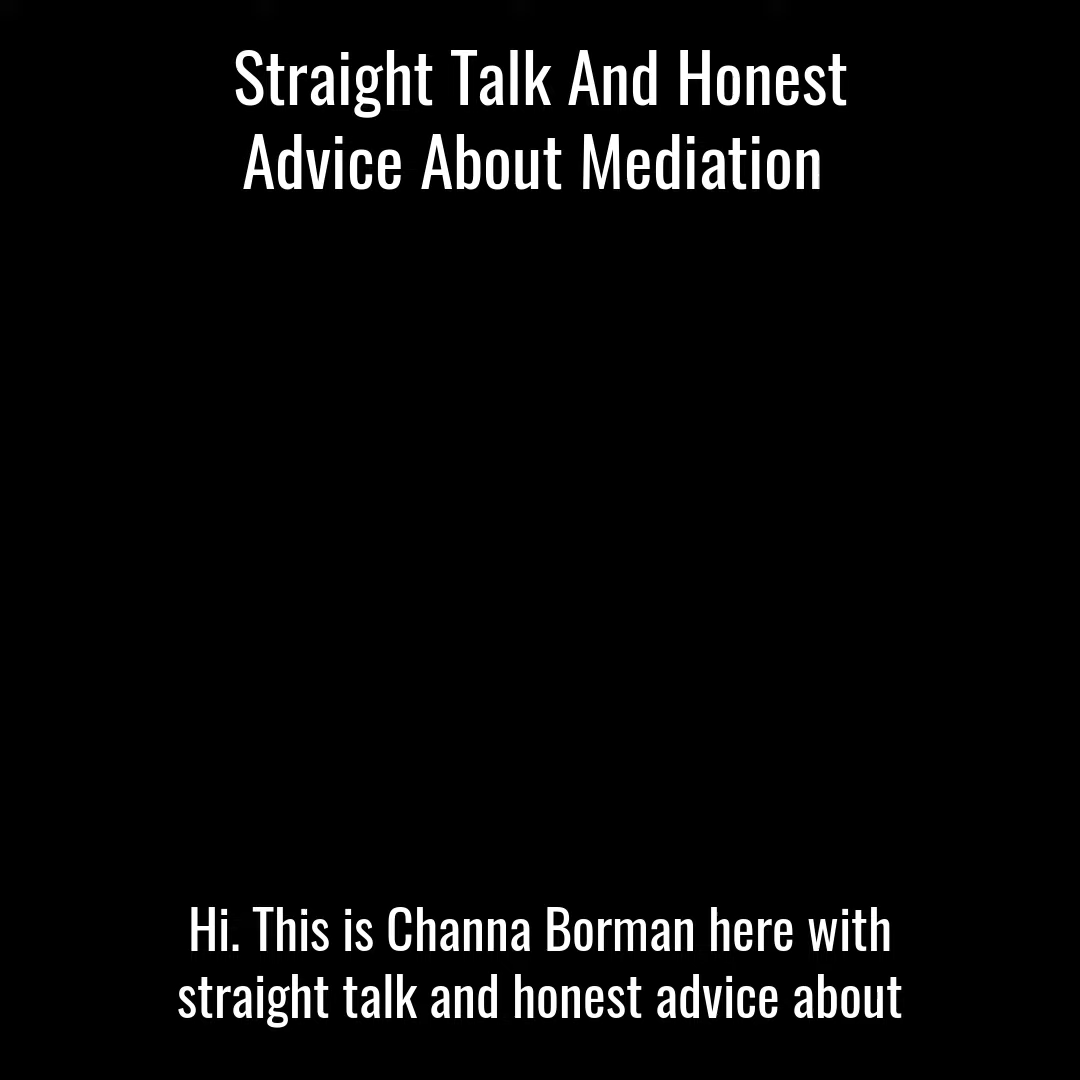 Straight Talk And Honest
Advice About Mediation
Hi. This is Channa Borman here with
straight talk and honest advice about